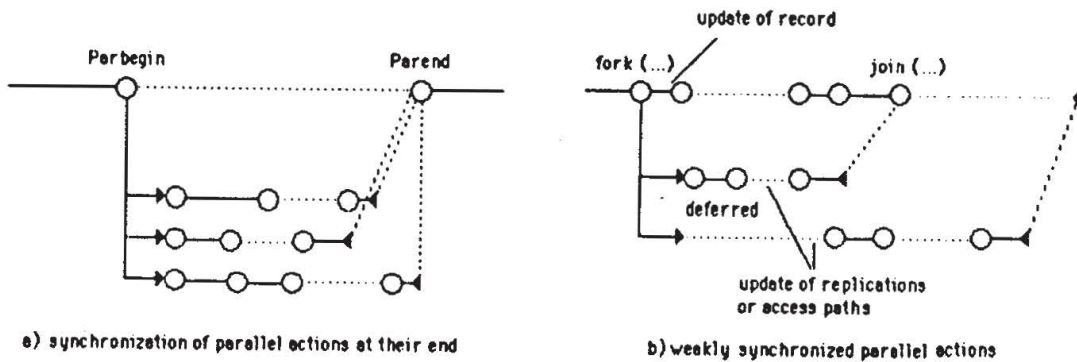 Parbegin
Parend
a) synchronization of parallel actions at their end
update of record
fork (...)
join (...)
deferred
update of replications
or access paths
b) weakly synchronized parallel actions